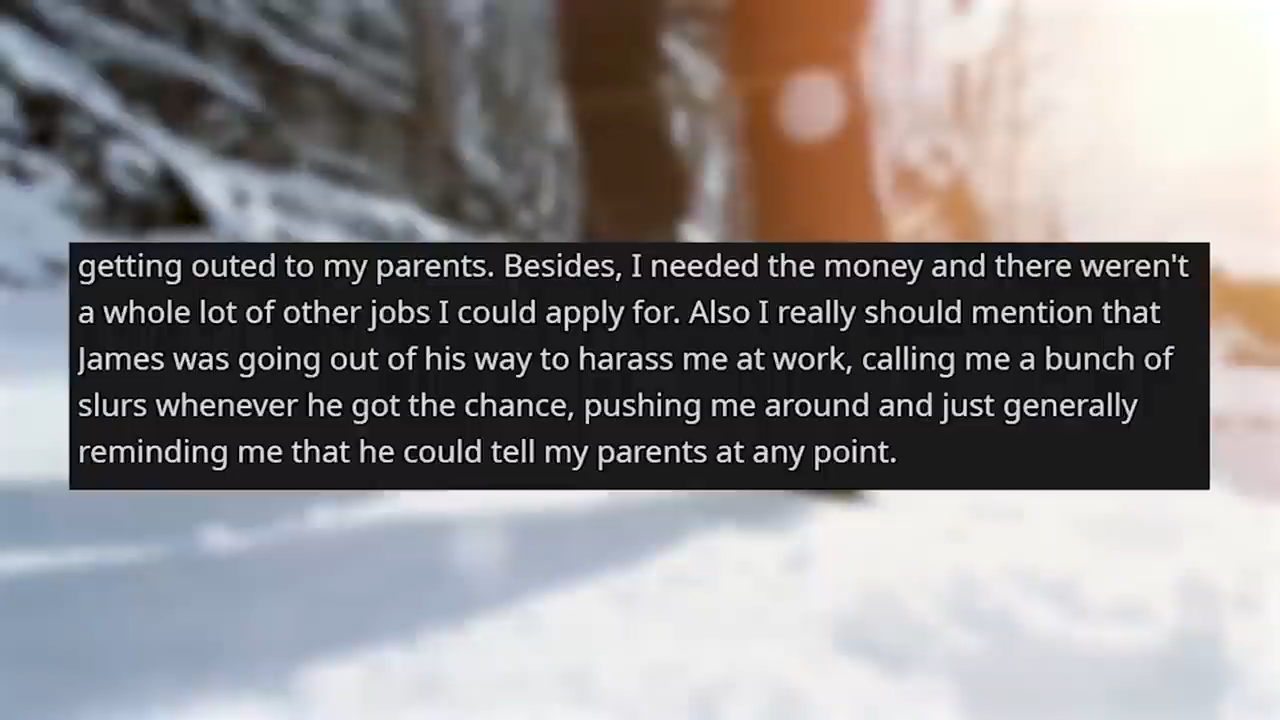 getting outed to my parents. Besides, I needed the money and there weren't
a whole lot of other jobs I could apply for. Also I really should mention that
James was going out of his way to harass me at work, calling me a bunch of
slurs whenever he got the chance, pushing me around and just generally
reminding me that he could tell my parents at any point.